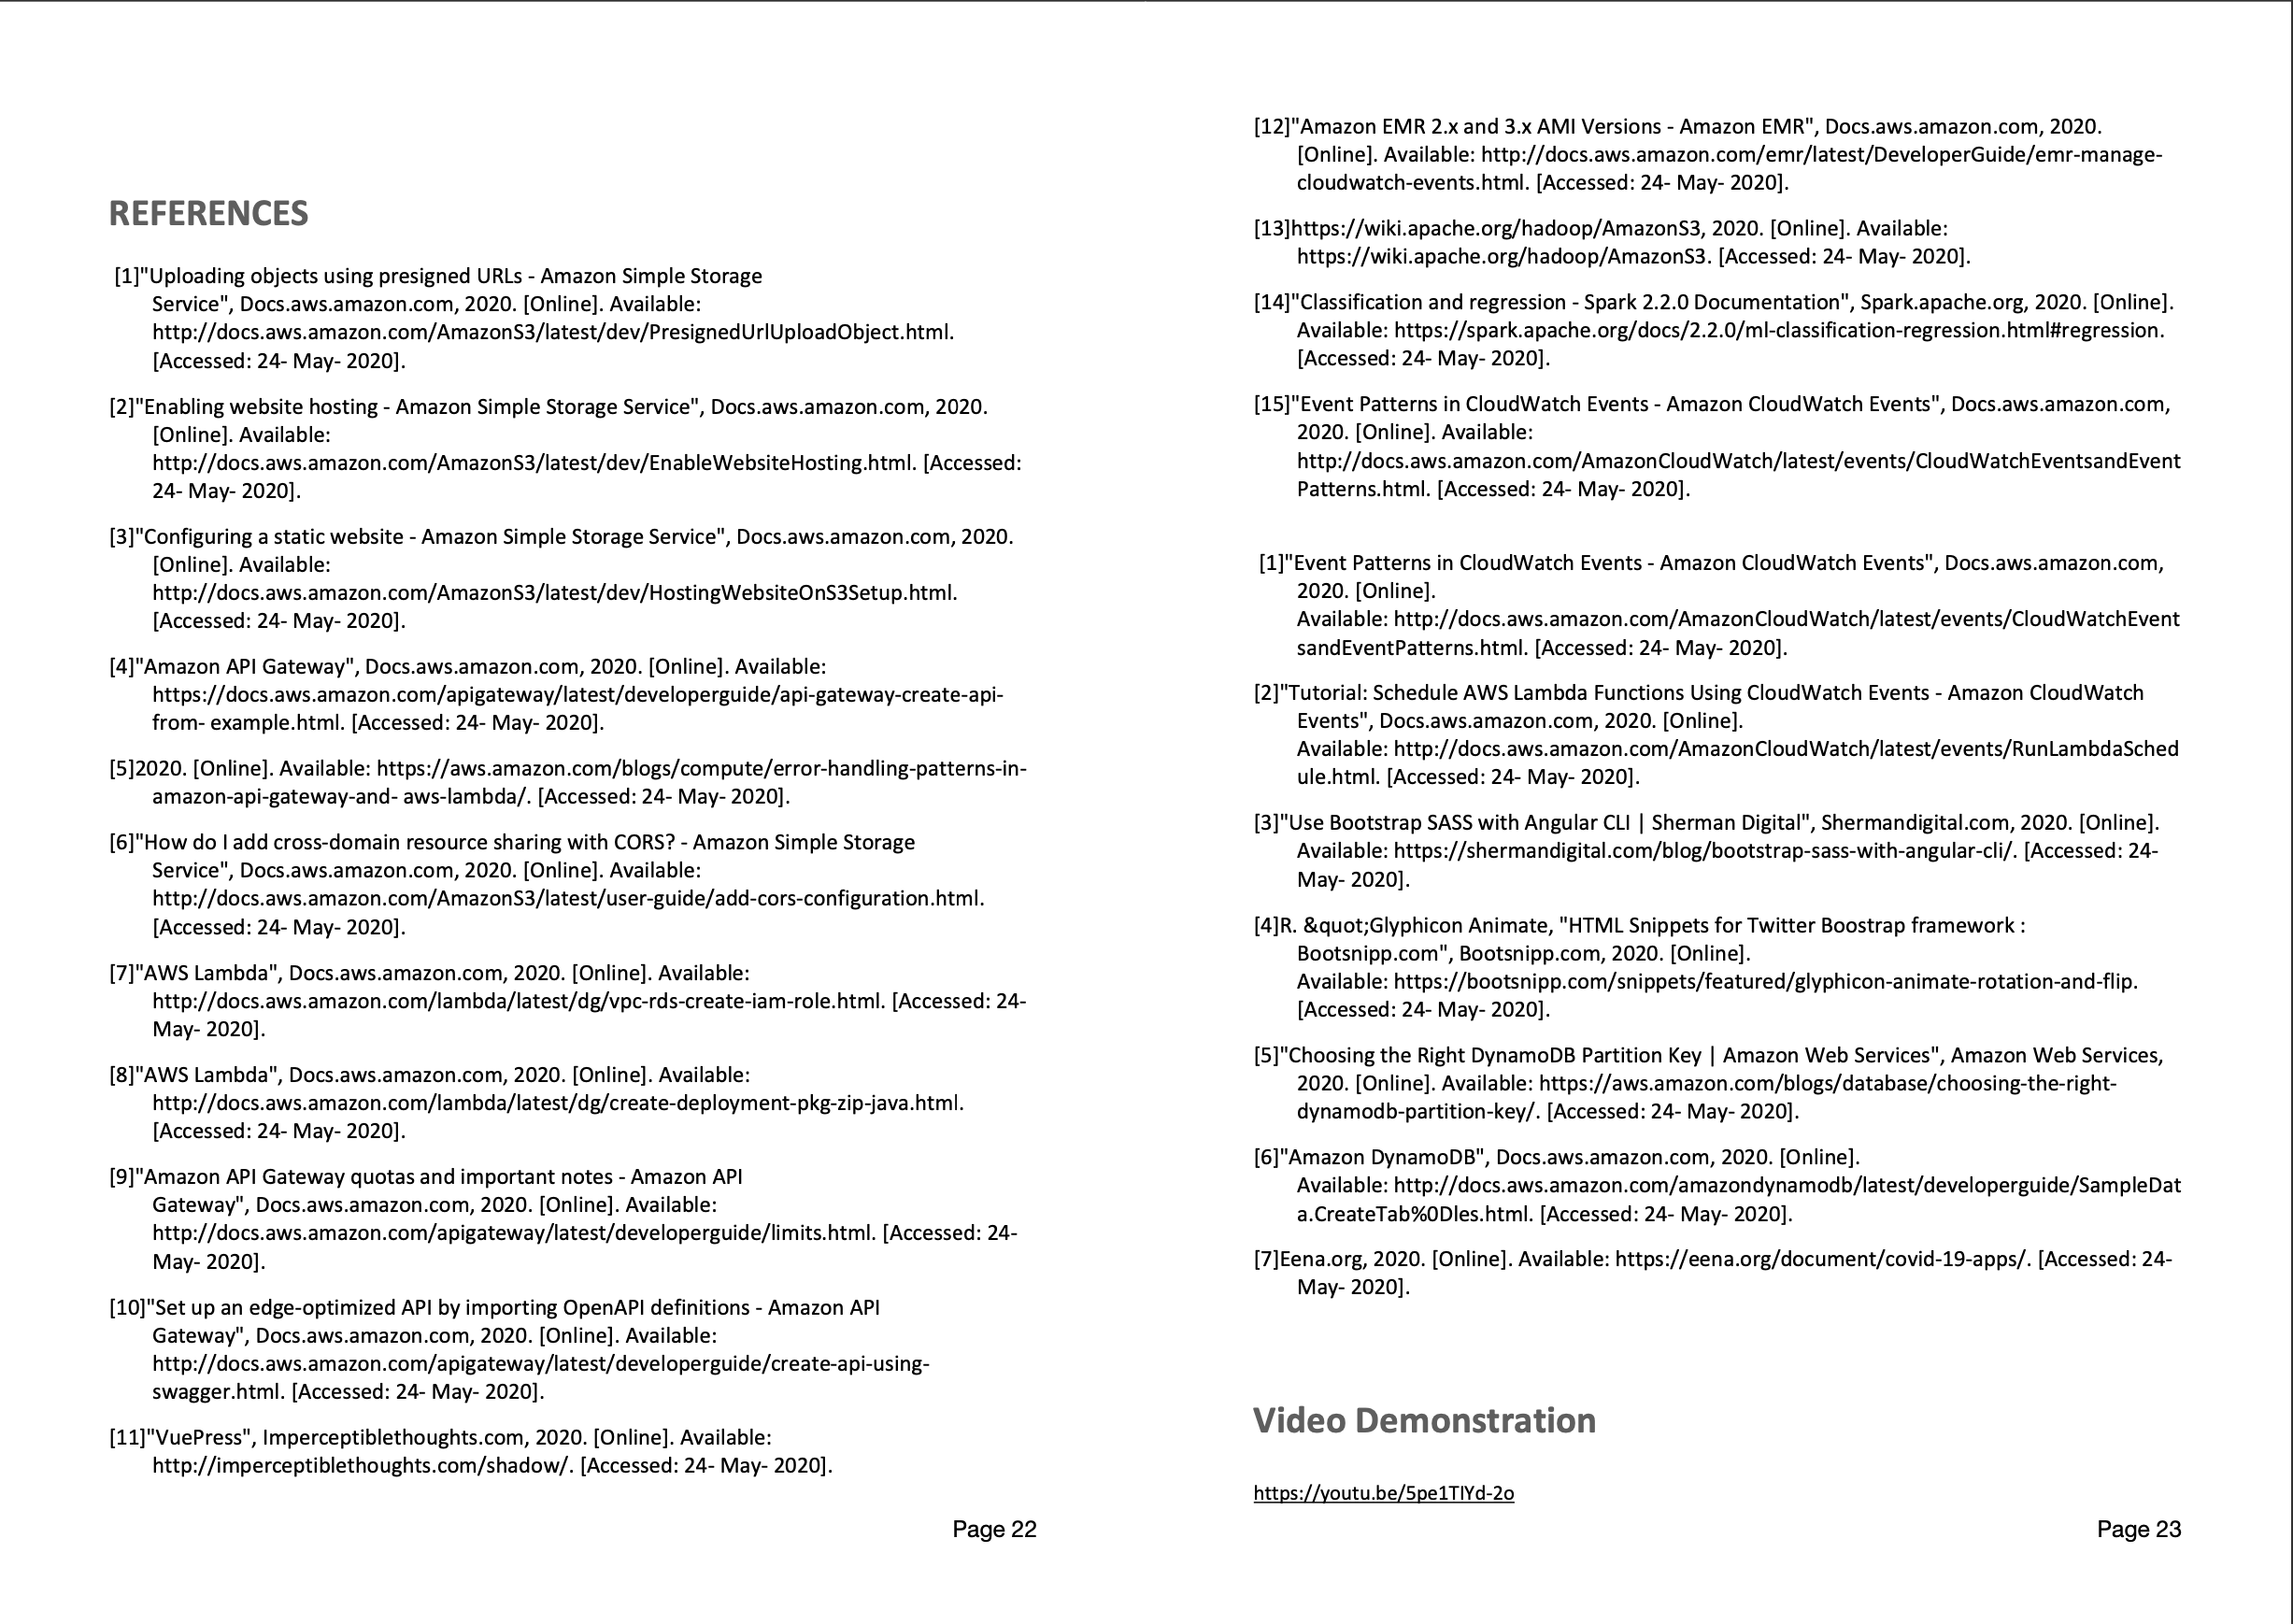 REFERENCES
[1]"Uploading objects using presigned URLs - Amazon Simple Storage
Service", Docs.aws.amazon.com, 2020. [Online]. Available:
http://docs.aws.amazon.com/AmazonS3/latest/dev/PresignedUrlUploadObject.html.
[Accessed: 24- May- 2020].
[2]"Enabling website hosting - Amazon Simple Storage Service", Docs.aws.amazon.com, 2020.
[Online]. Available:
http://docs.aws.amazon.com/AmazonS3/latest/dev/EnableWebsiteHosting.html. [Accessed:
24- May- 2020].
[3]"Configuring a static website - Amazon Simple Storage Service", Docs.aws.amazon.com, 2020.
[Online]. Available:
http://docs.aws.amazon.com/AmazonS3/latest/dev/HostingWebsiteOnS3Setup.html.
[Accessed: 24- May- 2020].
[4]"Amazon API Gateway", Docs.aws.amazon.com, 2020. [Online]. Available:
https://docs.aws.amazon.com/apigateway/latest/developerguide/api-gateway-create-api-
from- example.html. [Accessed: 24- May- 2020].
[5]2020. [Online]. Available: https://aws.amazon.com/blogs/compute/error-handling-patterns-in-
amazon-api-gateway-and- aws-lambda/. [Accessed: 24- May- 2020].
[6]"How do I add cross-domain resource sharing with CORS? - Amazon Simple Storage
Service", Docs.aws.amazon.com, 2020. [Online]. Available:
http://docs.aws.amazon.com/AmazonS3/latest/user-guide/add-cors-configuration.html.
[Accessed: 24- May- 2020].
[7]"AWS Lambda", Docs.aws.amazon.com, 2020. [Online]. Available:
http://docs.aws.amazon.com/lambda/latest/dg/vpc-rds-create-iam-role.html. [Accessed: 24-
May- 2020].
[8]"AWS Lambda", Docs.aws.amazon.com, 2020. [Online]. Available:
http://docs.aws.amazon.com/lambda/latest/dg/create-deployment-pkg-zip-java.html.
[Accessed: 24- May- 2020].
[9]"Amazon API Gateway quotas and important notes - Amazon API
Gateway", Docs.aws.amazon.com, 2020. [Online]. Available:
http://docs.aws.amazon.com/apigateway/latest/developerguide/limits.html. [Accessed: 24-
May- 2020].
[10]"Set up an edge-optimized API by importing OpenAPI definitions - Amazon API
Gateway", Docs.aws.amazon.com, 2020. [Online]. Available:
http://docs.aws.amazon.com/apigateway/latest/developerguide/create-api-using-
swagger.html. [Accessed: 24- May- 2020].
[11]"VuePress", Imperceptiblethoughts.com, 2020. [Online]. Available:
http://imperceptiblethoughts.com/shadow/. [Accessed: 24- May- 2020].
Page 22
[12]"Amazon EMR 2.x and 3.x AMI Versions - Amazon EMR", Docs.aws.amazon.com, 2020.
[Online]. Available: http://docs.aws.amazon.com/emr/latest/DeveloperGuide/emr-manage-
cloudwatch-events.html. [Accessed: 24- May- 2020].
[13]https://wiki.apache.org/hadoop/AmazonS3, 2020. [Online]. Available:
https://wiki.apache.org/hadoop/AmazonS3. [Accessed: 24- May- 2020].
[14]"Classification and regression - Spark 2.2.0 Documentation", Spark.apache.org, 2020. [Online].
Available: https://spark.apache.org/docs/2.2.0/ml-classification-regression.html#regression.
[Accessed: 24- May- 2020].
[15]"Event Patterns in CloudWatch Events - Amazon CloudWatch Events", Docs.aws.amazon.com,
2020. [Online]. Available:
http://docs.aws.amazon.com/AmazonCloudWatch/latest/events/CloudWatchEventsandEvent
Patterns.html. [Accessed: 24- May- 2020].
[1]"Event Patterns in CloudWatch Events - Amazon CloudWatch Events", Docs.aws.amazon.com,
2020. [Online].
Available: http://docs.aws.amazon.com/AmazonCloudWatch/latest/events/CloudWatchEvent
sandEventPatterns.html. [Accessed: 24- May- 2020].
[2]"Tutorial: Schedule AWS Lambda Functions Using CloudWatch Events - Amazon CloudWatch
Events", Docs.aws.amazon.com, 2020. [Online].
Available: http://docs.aws.amazon.com/AmazonCloudWatch/latest/events/RunLambdaSched
ule.html. [Accessed: 24- May- 2020].
[3]"Use Bootstrap SASS with Angular CLI | Sherman Digital", Shermandigital.com, 2020. [Online].
Available: https://shermandigital.com/blog/bootstrap-sass-with-angular-cli/. [Accessed: 24-
May- 2020].
[4]R. &quot;Glyphicon Animate, "HTML Snippets for Twitter Boostrap framework :
Bootsnipp.com", Bootsnipp.com, 2020. [Online].
Available: https://bootsnipp.com/snippets/featured/glyphicon-animate-rotation-and-flip.
[Accessed: 24- May- 2020].
[5]"Choosing the Right DynamoDB Partition Key | Amazon Web Services", Amazon Web Services,
2020. [Online]. Available: https://aws.amazon.com/blogs/database/choosing-the-right-
dynamodb-partition-key/. [Accessed: 24- May- 2020].
[6]"Amazon DynamoDB", Docs.aws.amazon.com, 2020. [Online].
Available: http://docs.aws.amazon.com/amazondynamodb/latest/developerguide/SampleDat
a.CreateTab%0Dles.html. [Accessed: 24- May- 2020].
[7]Eena.org, 2020. [Online]. Available: https://eena.org/document/covid-19-apps/. [Accessed: 24-
May- 2020].
Video Demonstration
https://youtu.be/5pe1TIYd-2o
Page 23